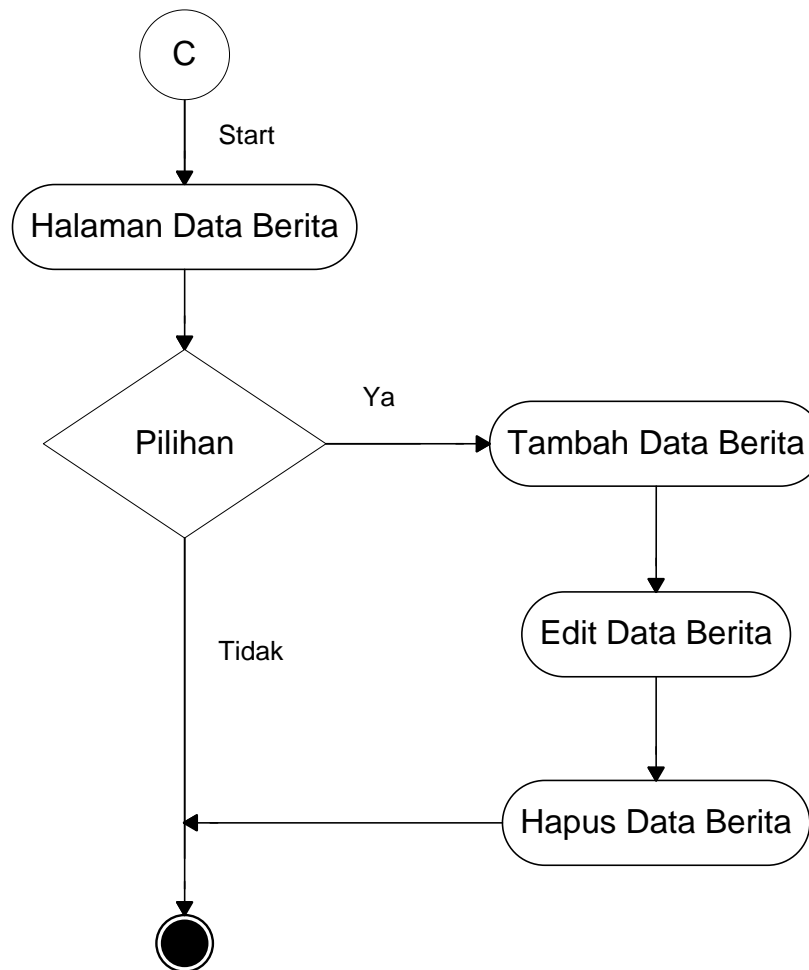 C
Start
Halaman Data Berita
Ya
Pilihan
Tambah Data Berita
Edit Data Berita
Tidak
Hapus Data Berita